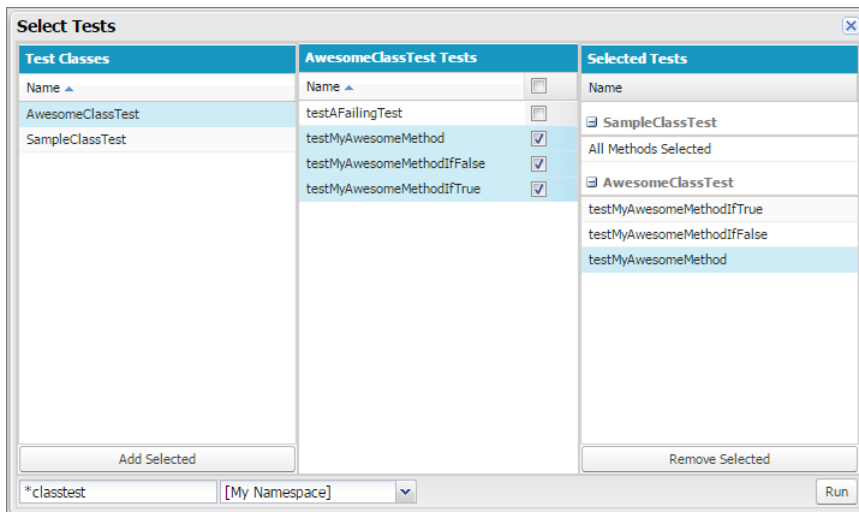 Select Tests
Test Classes
Name
AwesomeClassTest
SampleClassTest
Add Selected
AwesomeClassTest Tests
Name
testAFailingTest
testMyAwesomeMethod
testMyAwesomeMethodIfFalse
testMyAwesomeMethodIfTrue
Selected Tests
Name
SampleClassTest
All Methods Selected
AwesomeClassTest
testMyAwesomeMethodIfTrue
testMyAwesomeMethodIfFalse
testMyAwesomeMethod
Remove Selected
*classtest
[My Namespace]
Run